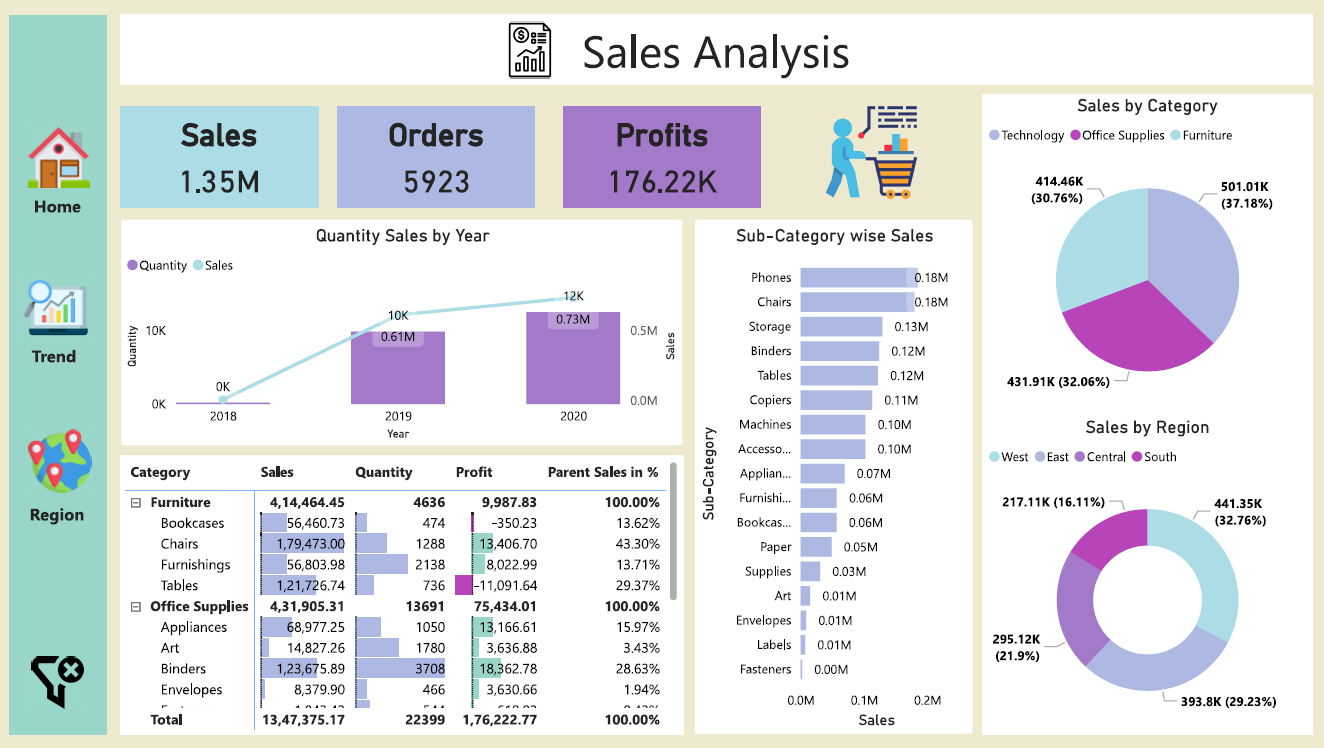 Sales Analysis
Home
Trend
Region
Sales
1.35M
Orders
5923
Profits
176.22K
Quantity Sales by Year
Quantity Sales
Quantity
10K
0K
0K
10K
0.61M
12K
0.73M
0.5M
0.0M
Sales
2018 2019 2020
Year
Category Sales Quantity Profit Parent Sales in %
Furniture 4,14,464.45 4636 9,987.83 100.00%
Bookcases 56,460.73 474 -350.23 13.62%
Chairs 1,79,473.00 1288 13,406.70 43.30%
Furnishings 56,803.98 2138 8,022.99 13.71%
Tables 1,21,726.74 736 -11,091.64 29.37%
Office Supplies 4,31,905.31 13691 75,434.01 100.00%
Appliances 68,977.25 1050 13,166.61 15.97%
Art 14,827.26 1780 3,636.88 3.43%
Binders 1,23,675.89 3708 18,362.78 28.63%
Envelopes 8,379.90 466 3,630.66 1.94%
Total 13,47,375.17 22399 1,76,222.77 100.00%
Sub-Category wise Sales
Sub-Category
Phones 0.18M
Chairs 0.18M
Storage 0.13M
Binders 0.12M
Tables 0.12M
Copiers 0.11M
Machines 0.10M
Accesso... 0.10M
Applian... 0.07M
Furnishi... 0.06M
Bookcas... 0.06M
Paper 0.05M
Supplies 0.03M
Art 0.01M
Envelopes 0.01M
Labels 0.01M
Fasteners 0.00M
0.0M 0.1M 0.2M
Sales
Sales by Category
Technology Office Supplies Furniture
414.46K
(30.76%)
501.01K
(37.18%)
431.91K (32.06%)
Sales by Region
West East Central South
217.11K (16.11%)
441.35K
(32.76%)
295.12K
(21.9%)
393.8K (29.23%)